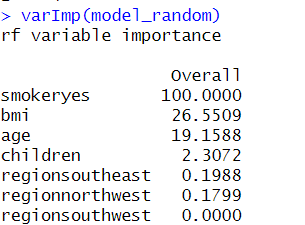 > varImp(model_random)
rf variable importance
Overall
smokeryes 100.0000
bmi 26.5509
age 19.1588
children 2.3072
regionsoutheast 0.1988
regionnorthwest 0.1799
regionsouthwest 0.0000